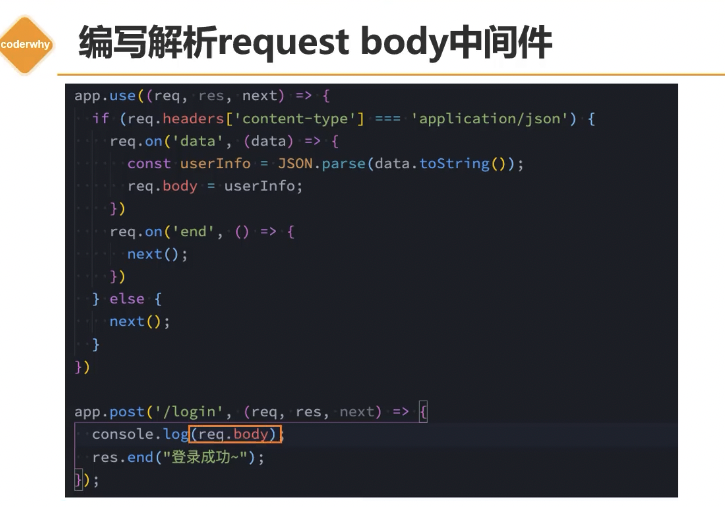 coderwhy
编写解析request body中间件
app.use((req, res, next) => {
  if (req.headers['content-type'] === 'application/json') {
    req.on('data', (data) => {
      const userInfo = JSON.parse(data.toString());
      req.body = userInfo;
    })
    req.on('end', () => {
      next();
    })
  } else {
    next();
  }
})
app.post('/login', (req, res, next) => {
  console.log(req.body);
  res.end("登录成功~");
});